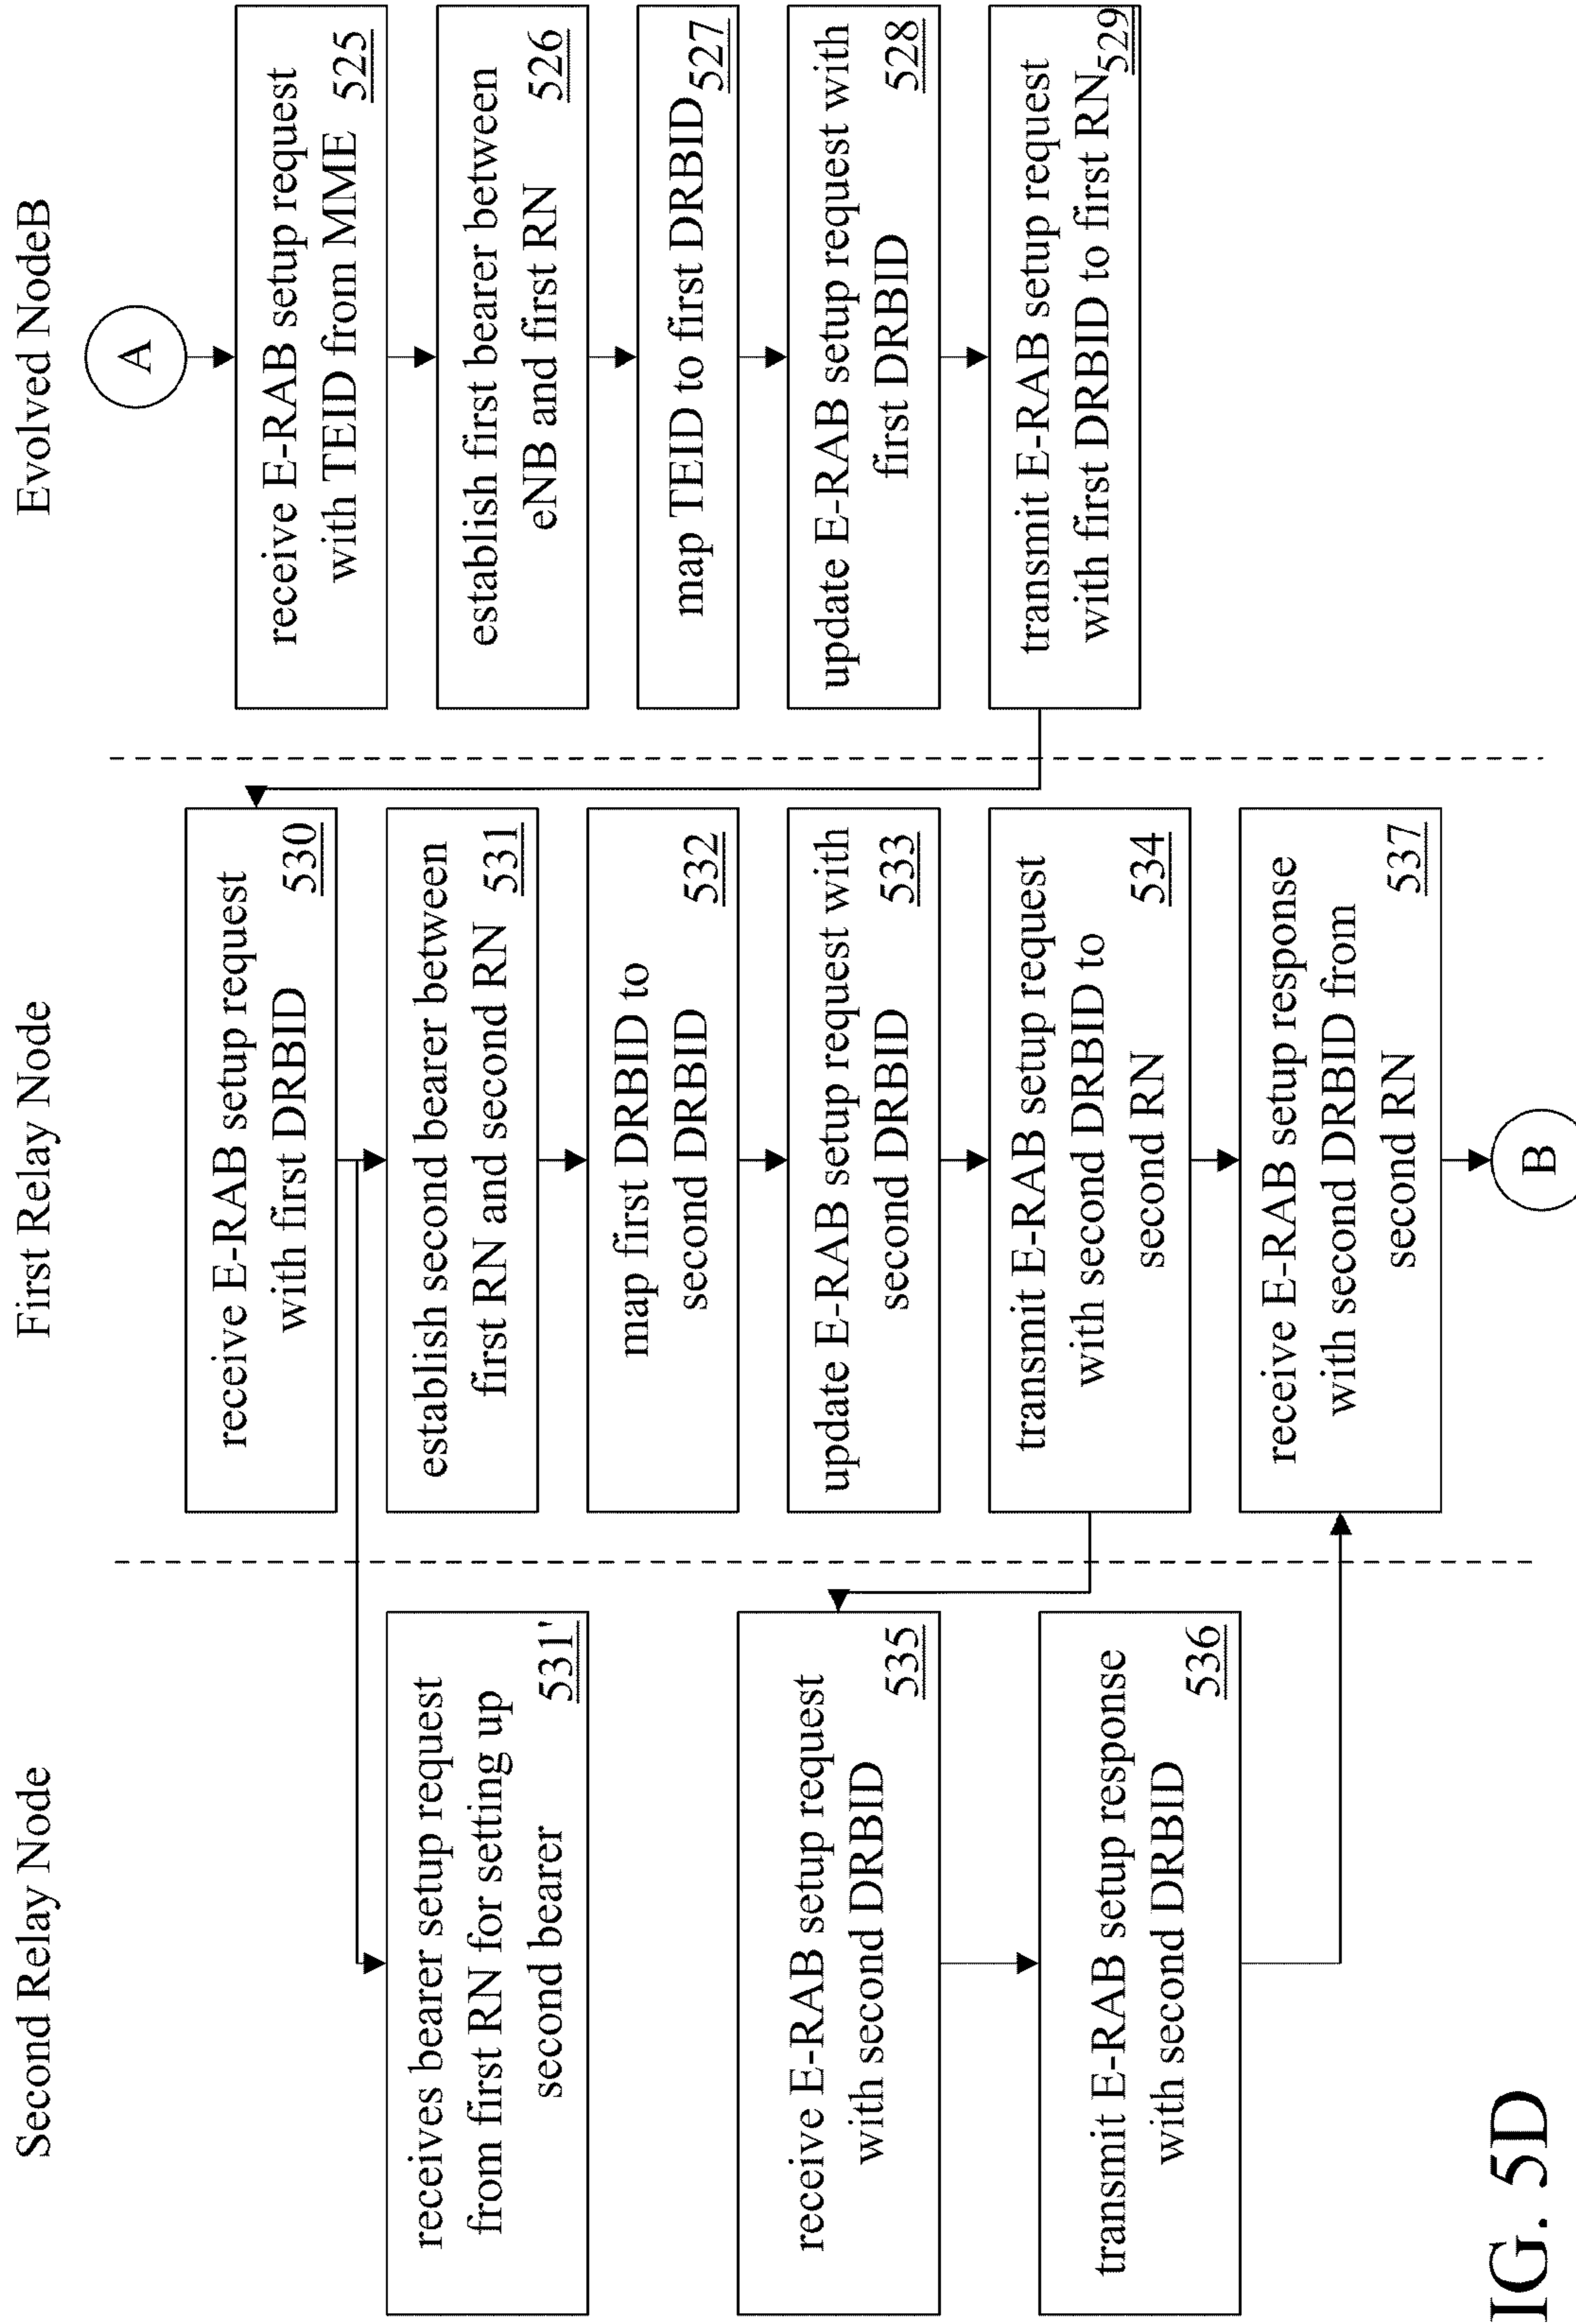 Second Relay Node
First Relay Node
Evolved NodeB
A
receive E-RAB setup request
with TEID from MME
525
establish first bearer between
eNB and first RN
526
map TEID to first DRBID
527
update E-RAB setup request with
first DRBID
528
transmit E-RAB setup request
with first DRBID to first RN
529
receive E-RAB setup request
with first DRBID
530
establish second bearer between
first RN and second RN
531
receives bearer setup request
from first RN for setting up
second bearer
531'
map first DRBID to
second DRBID
532
update E-RAB setup request with
second DRBID
533
transmit E-RAB setup request
with second DRBID to
second RN
534
receive E-RAB setup request
with second DRBID
535
transmit E-RAB setup response
with second DRBID
536
receive E-RAB setup response
with second DRBID from
second RN
537
B
IG. 5D